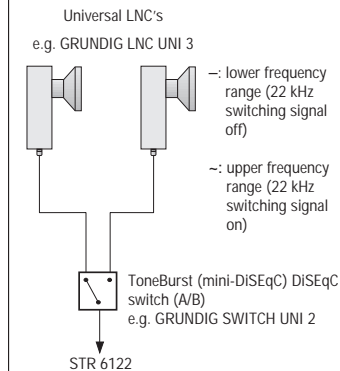 Universal LNC's
e.g. GRUNDIG LNC UNI 3
–: lower frequency
range (22 kHz
switching signal
off)
~: upper frequency
range (22 kHz
switching signal
on)
ToneBurst (mini-DiSEqC) DiSEqC
switch (A/B)
e.g. GRUNDIG SWITCH UNI 2
STR 6122